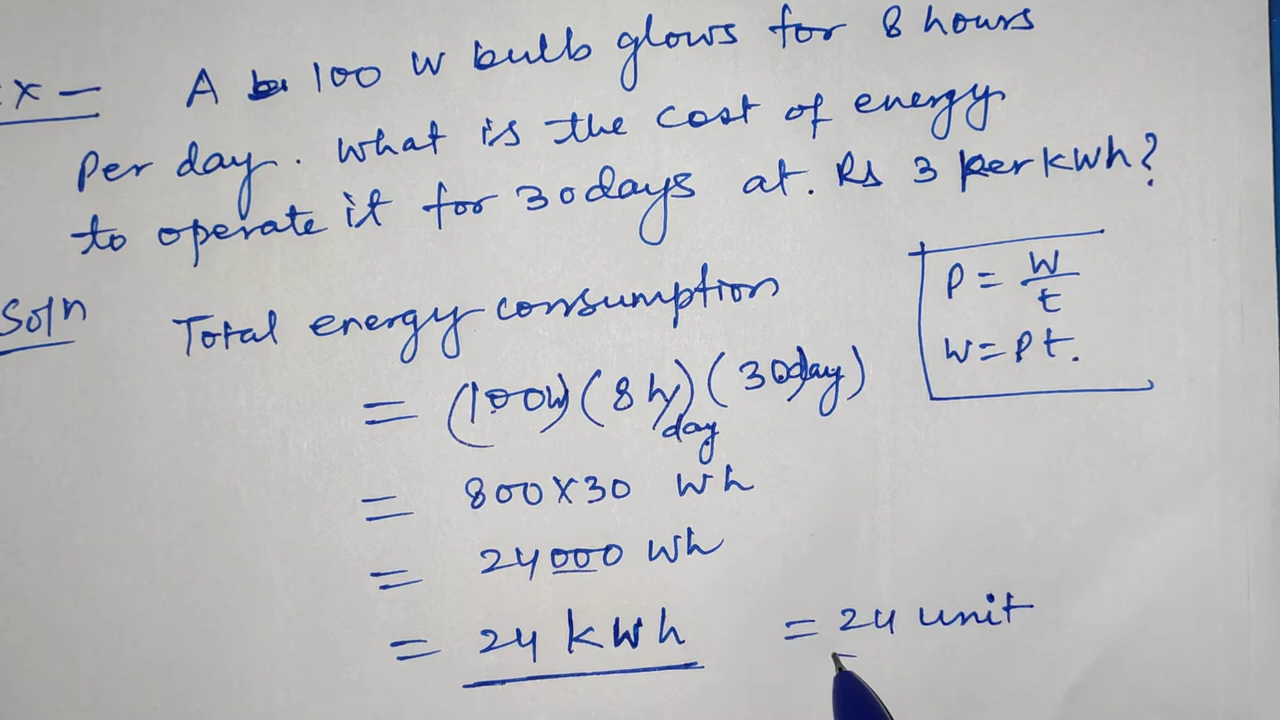 x - A 100 W bulb glows for 8 hours
per day. What is the cost of energy
to operate it for 30 days at. Rs 3 per kWh?
Soln Total energy consumption
P = W/t
W = Pt.
= (100W) (8 h/day) (30day)
= 800 X 30 Wh
= 24000 Wh
= 24 kWh = 24 unit